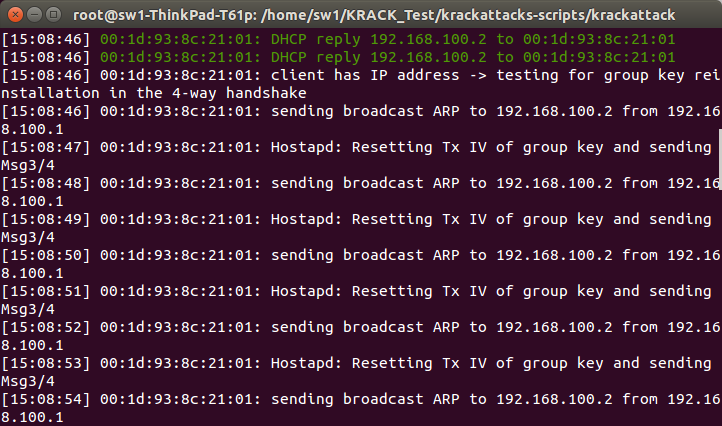 root@sw1-ThinkPad-T61p: /home/sw1/KRACK_Test/krackattacks-scripts/krackattack
[15:08:46] 00:1d:93:8c:21:01: DHCP reply 192.168.100.2 to 00:1d:93:8c:21:01
[15:08:46] 00:1d:93:8c:21:01: DHCP reply 192.168.100.2 to 00:1d:93:8c:21:01
[15:08:46] 00:1d:93:8c:21:01: client has IP address -> testing for group key rei
nstallation in the 4-way handshake
[15:08:46] 00:1d:93:8c:21:01: sending broadcast ARP to 192.168.100.2 from 192.16
8.100.1
[15:08:47] 00:1d:93:8c:21:01: Hostapd: Resetting Tx IV of group key and sending
Msg3/4
[15:08:48] 00:1d:93:8c:21:01: sending broadcast ARP to 192.168.100.2 from 192.16
8.100.1
[15:08:49] 00:1d:93:8c:21:01: Hostapd: Resetting Tx IV of group key and sending
Msg3/4
[15:08:50] 00:1d:93:8c:21:01: sending broadcast ARP to 192.168.100.2 from 192.16
8.100.1
[15:08:51] 00:1d:93:8c:21:01: Hostapd: Resetting Tx IV of group key and sending
Msg3/4
[15:08:52] 00:1d:93:8c:21:01: sending broadcast ARP to 192.168.100.2 from 192.16
8.100.1
[15:08:53] 00:1d:93:8c:21:01: Hostapd: Resetting Tx IV of group key and sending
Msg3/4
[15:08:54] 00:1d:93:8c:21:01: sending broadcast ARP to 192.168.100.2 from 192.16
8.100.1